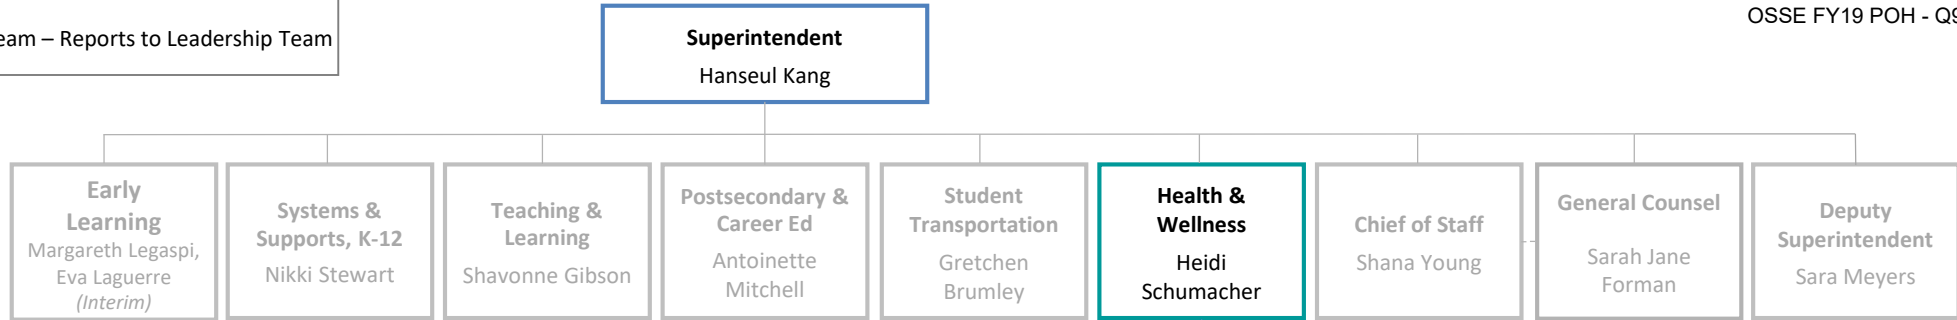 Team – Reports to Leadership Team
OSSE FY19 POH - Q9
Superintendent
Hanseul Kang
Early
Learning
Margareth Legaspi,
Eva Laguerre
(Interim)
Systems &
Supports, K-12
Nikki Stewart
Teaching &
Learning
Shavonne Gibson
Postsecondary &
Career Ed
Antoinette
Mitchell
Student
Transportation
Gretchen
Brumley
Health &
Wellness
Heidi
Schumacher
Chief of Staff
Shana Young
General Counsel
Sarah Jane
Forman
Deputy
Superintendent
Sara Meyers